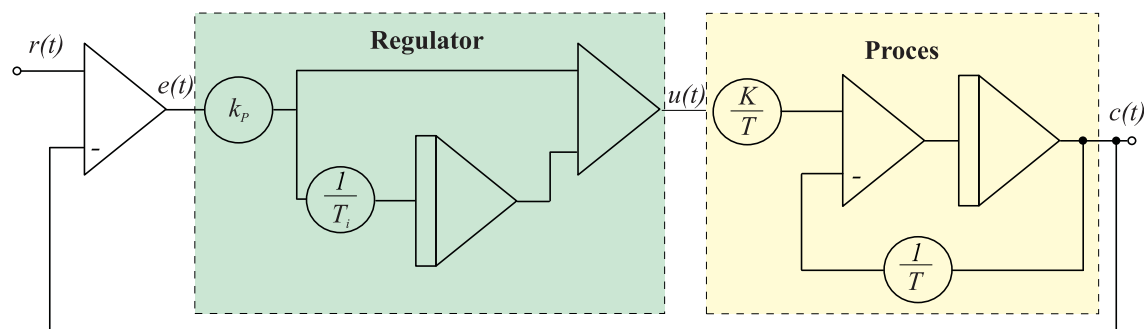 r(t)
Regulator
Proces
e(t)
k_P
u(t)
K
T
c(t)
-
-
1
T_i
1
T